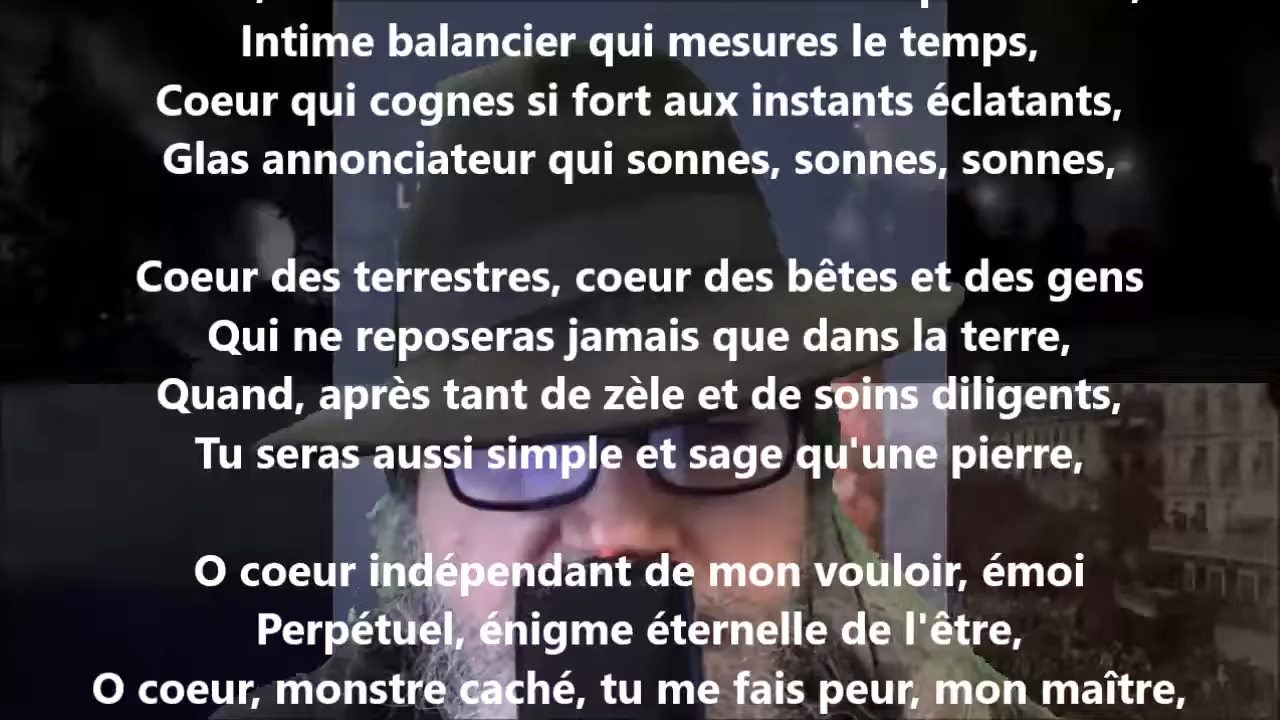 Intime balancier qui mesures le temps,
Coeur qui cognes si fort aux instants éclatants,
Glas annonciateur qui sonnes, sonnes, sonnes,
Coeur des terrestres, coeur des bêtes et des gens
Qui ne reposeras jamais que dans la terre,
Quand, après tant de zèle et de soins diligents,
Tu seras aussi simple et sage qu'une pierre,
O coeur indépendant de mon vouloir, émoi
Perpétuel, énigme éternelle de l'être,
O coeur, monstre caché, tu me fais peur, mon maître,